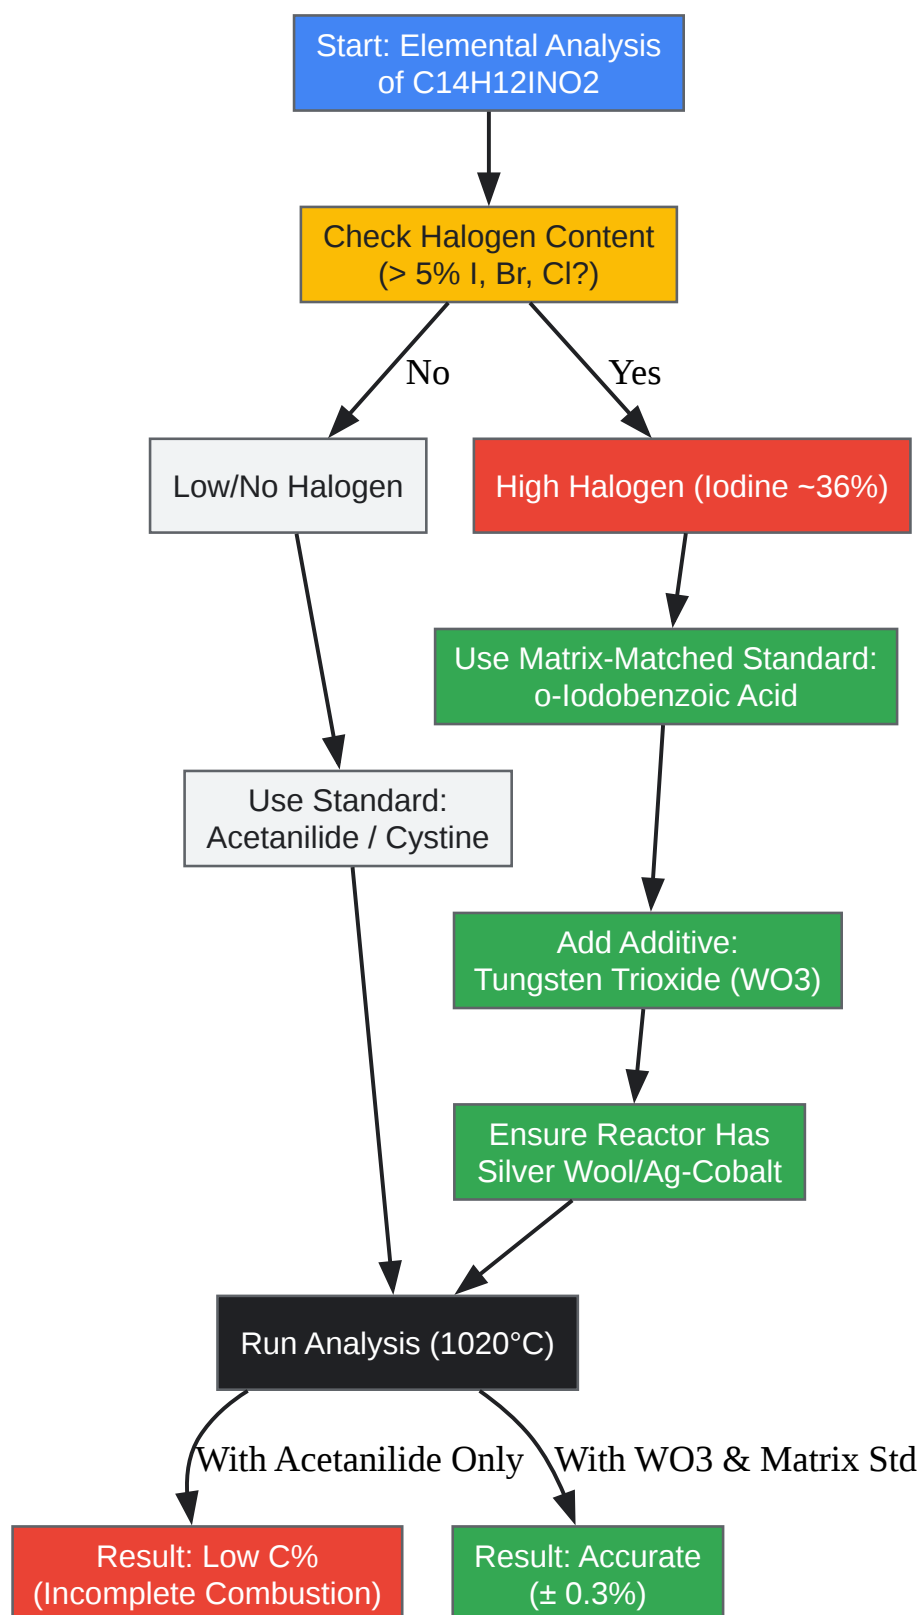 Start: Elemental Analysis
of C14H12INO2
Check Halogen Content
(> 5% I, Br, Cl?)
No
Yes
Low/No Halogen
High Halogen (Iodine ~36%)
Use Matrix-Matched Standard:
o-Iodobenzoic Acid
Use Standard:
Acetanilide / Cystine
Add Additive:
Tungsten Trioxide (WO3)
Ensure Reactor Has
Silver Wool/Ag-Cobalt
Run Analysis (1020°C)
With Acetanilide Only
With WO3 & Matrix Std
Result: Low C%
(Incomplete Combustion)
Result: Accurate
(± 0.3%)